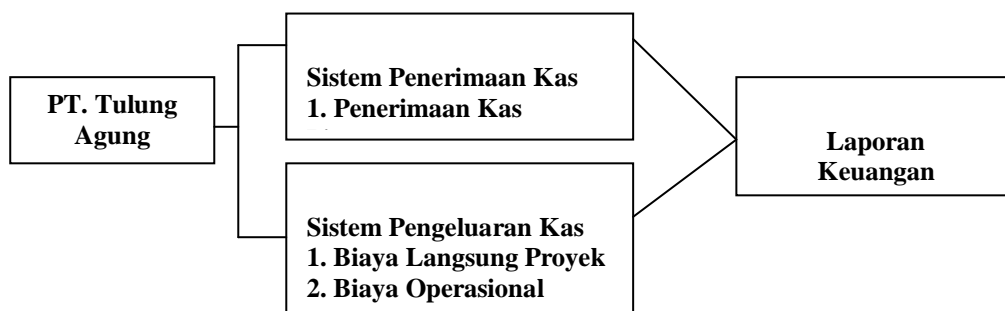 PT. Tulung
Agung
Sistem Penerimaan Kas
1. Penerimaan Kas
Sistem Pengeluaran Kas
1. Biaya Langsung Proyek
2. Biaya Operasional
Laporan
Keuangan